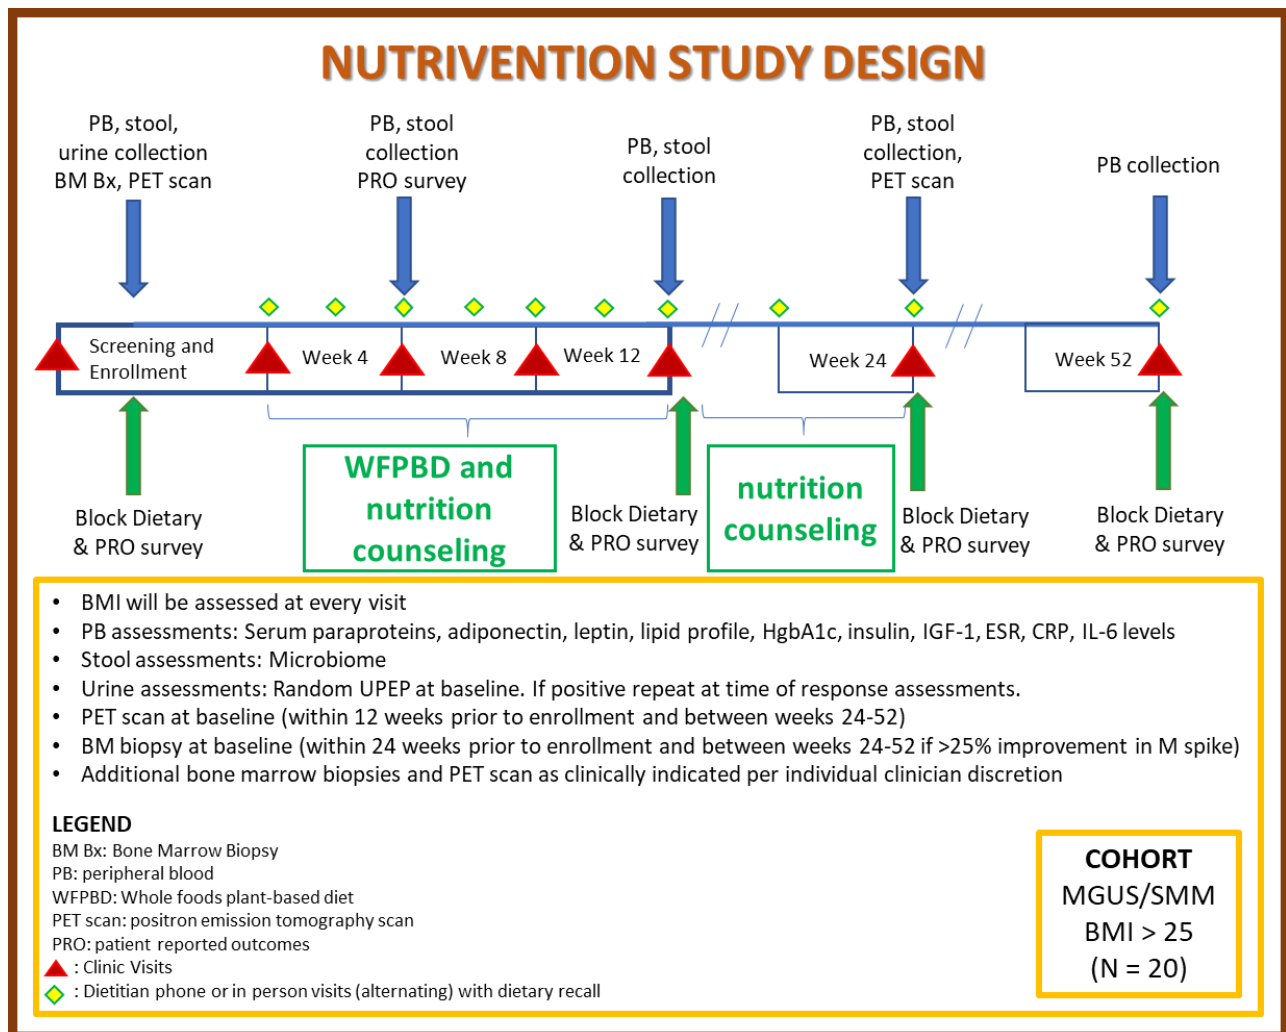 NUTRIVENTION STUDY DESIGN
PB, stool,
urine collection
BM Bx, PET scan
PB, stool
collection
PRO survey
PB, stool
collection
PB, stool
collection,
PET scan
PB collection
Screening and
Enrollment
Week 4
Week 8
Week 12
Week 24
Week 52
Block Dietary
& PRO survey
WFPBD and
nutrition
counseling
Block Dietary
& PRO survey
nutrition
counseling
Block Dietary
& PRO survey
Block Dietary
& PRO survey
• BMI will be assessed at every visit
• PB assessments: Serum paraproteins, adiponectin, leptin, lipid profile, HgbA1c, insulin, IGF-1, ESR, CRP, IL-6 levels
• Stool assessments: Microbiome
• Urine assessments: Random UPEP at baseline. If positive repeat at time of response assessments.
• PET scan at baseline (within 12 weeks prior to enrollment and between weeks 24-52)
• BM biopsy at baseline (within 24 weeks prior to enrollment and between weeks 24-52 if >25% improvement in M spike)
• Additional bone marrow biopsies and PET scan as clinically indicated per individual clinician discretion
LEGEND
BM Bx: Bone Marrow Biopsy
PB: peripheral blood
WFPBD: Whole foods plant-based diet
PET scan: positron emission tomography scan
PRO: patient reported outcomes
: Clinic Visits
: Dietitian phone or in person visits (alternating) with dietary recall
COHORT
MGUS/SMM
BMI > 25
(N = 20)